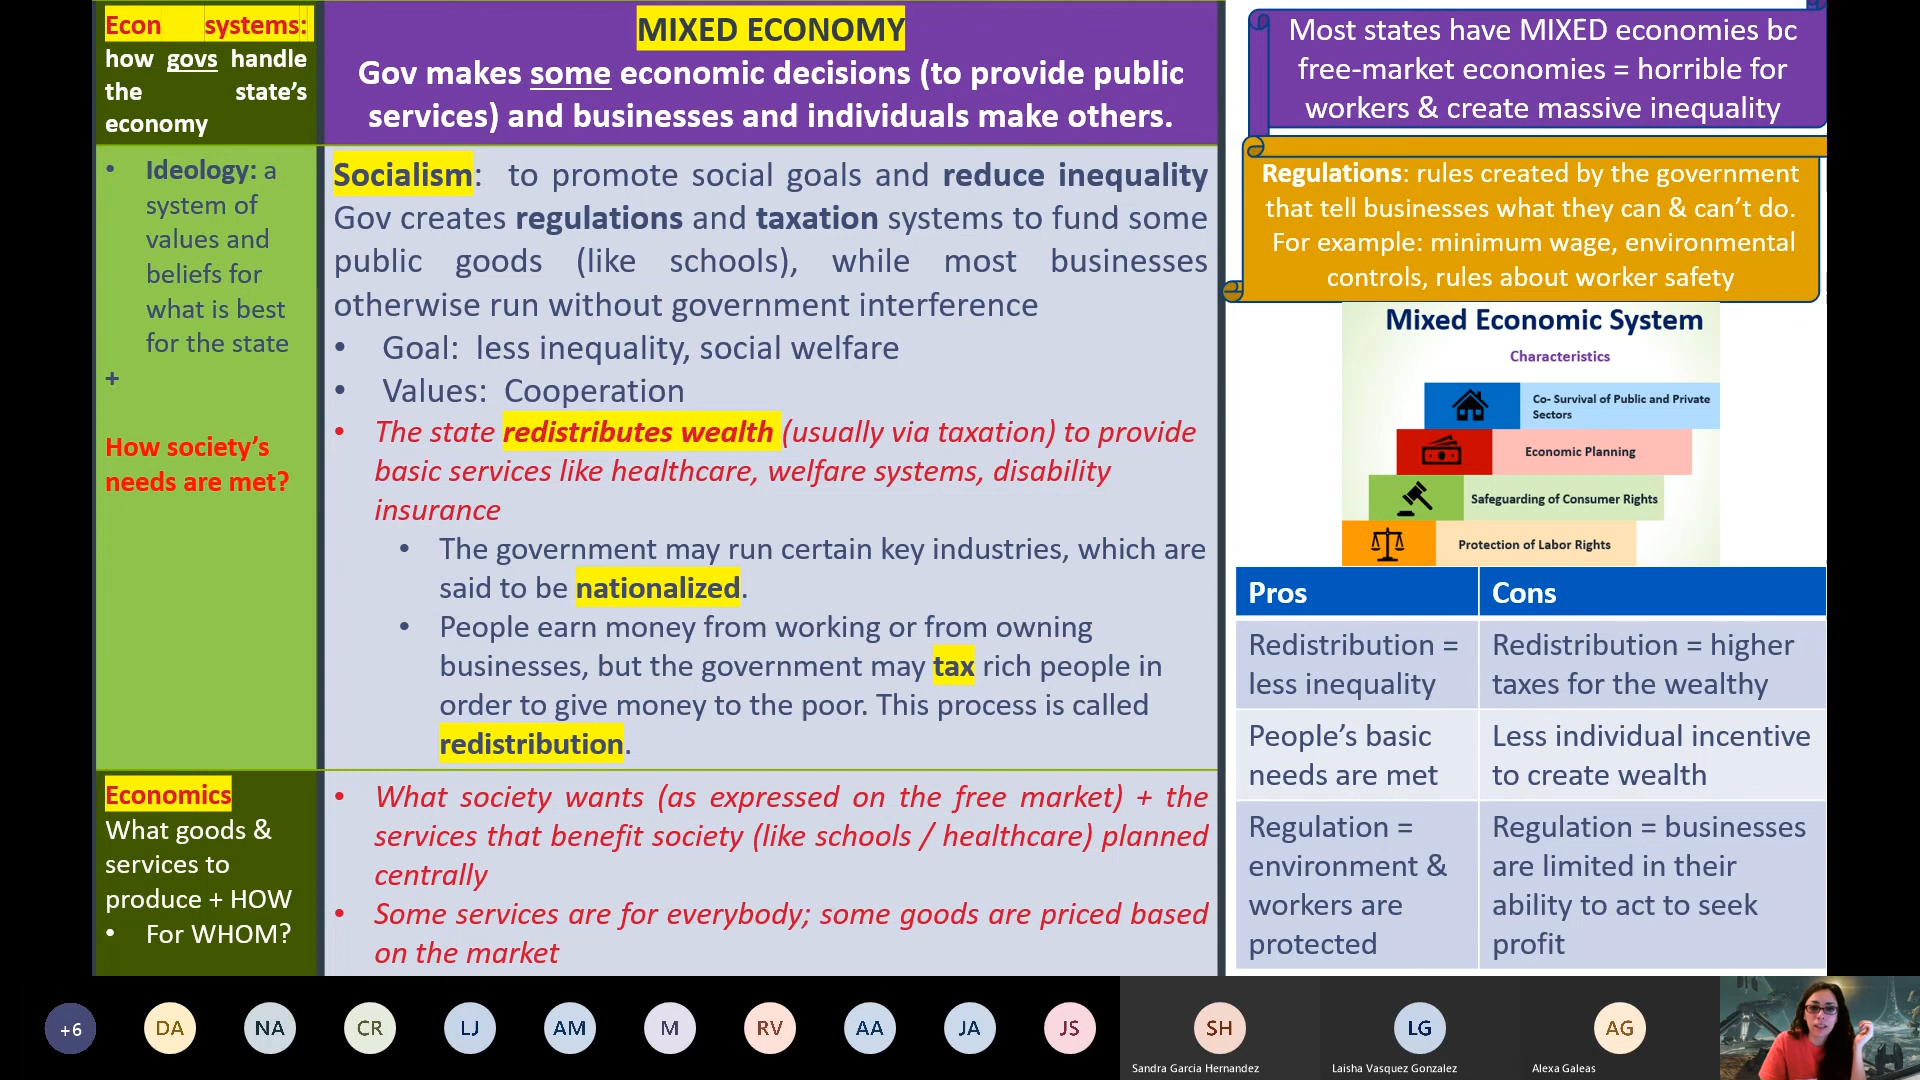 Econ systems:
how govs handle
the state's
economy
• Ideology: a
system of
values and
beliefs for
what is best
for the state
+
How society's
needs are met?
Economics
What goods &
services to
produce + HOW
• For WHOM?
MIXED ECONOMY
Gov makes some economic decisions (to provide public
services) and businesses and individuals make others.
Socialism: to promote social goals and reduce inequality
Gov creates regulations and taxation systems to fund some
public goods (like schools), while most businesses
otherwise run without government interference
• Goal: less inequality, social welfare
• Values: Cooperation
• The state redistributes wealth (usually via taxation) to provide
basic services like healthcare, welfare systems, disability
insurance
• The government may run certain key industries, which are
said to be nationalized.
• People earn money from working or from owning
businesses, but the government may tax rich people in
order to give money to the poor. This process is called
redistribution.
• What society wants (as expressed on the free market) + the
services that benefit society (like schools / healthcare) planned
centrally
• Some services are for everybody; some goods are priced based
on the market
Most states have MIXED economies bc
free-market economies = horrible for
workers & create massive inequality
Regulations: rules created by the government
that tell businesses what they can & can't do.
For example: minimum wage, environmental
controls, rules about worker safety
Mixed Economic System
Characteristics
Co- Survival of Public and Private
Sectors
Economic Planning
Safeguarding of Consumer Rights
Protection of Labor Rights
Pros Cons
Redistribution =
less inequality
Redistribution = higher
taxes for the wealthy
People's basic
needs are met
Less individual incentive
to create wealth
Regulation =
environment &
workers are
protected
Regulation = businesses
are limited in their
ability to act to seek
profit
+6 DA NA CR LJ AM M RV AA JA JS SH LG AG
Sandra Garcia Hernandez Laisha Vasquez Gonzalez Alexa Galeas